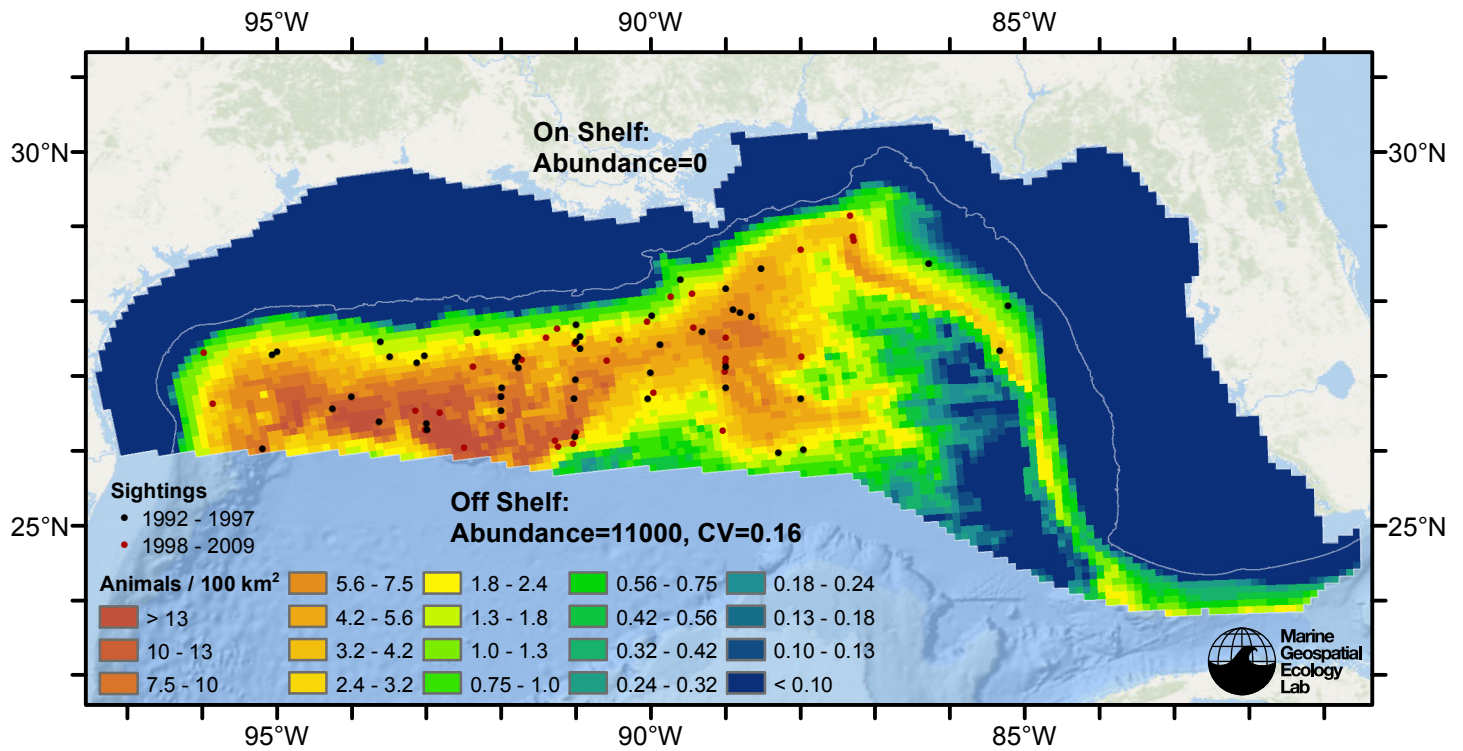 95°W
90°W
85°W
On Shelf:
Abundance=0
30°N
30°N
25°N
25°N
Off Shelf:
Abundance=11000, CV=0.16
Sightings
1992 - 1997
1998 - 2009
Animals / 100 km²
> 13
10 - 13
7.5 - 10
5.6 - 7.5
4.2 - 5.6
3.2 - 4.2
2.4 - 3.2
1.8 - 2.4
1.3 - 1.8
1.0 - 1.3
0.75 - 1.0
0.56 - 0.75
0.42 - 0.56
0.32 - 0.42
0.24 - 0.32
0.18 - 0.24
0.13 - 0.18
0.10 - 0.13
< 0.10
Marine
Geospatial
Ecology
Lab
95°W
90°W
85°W